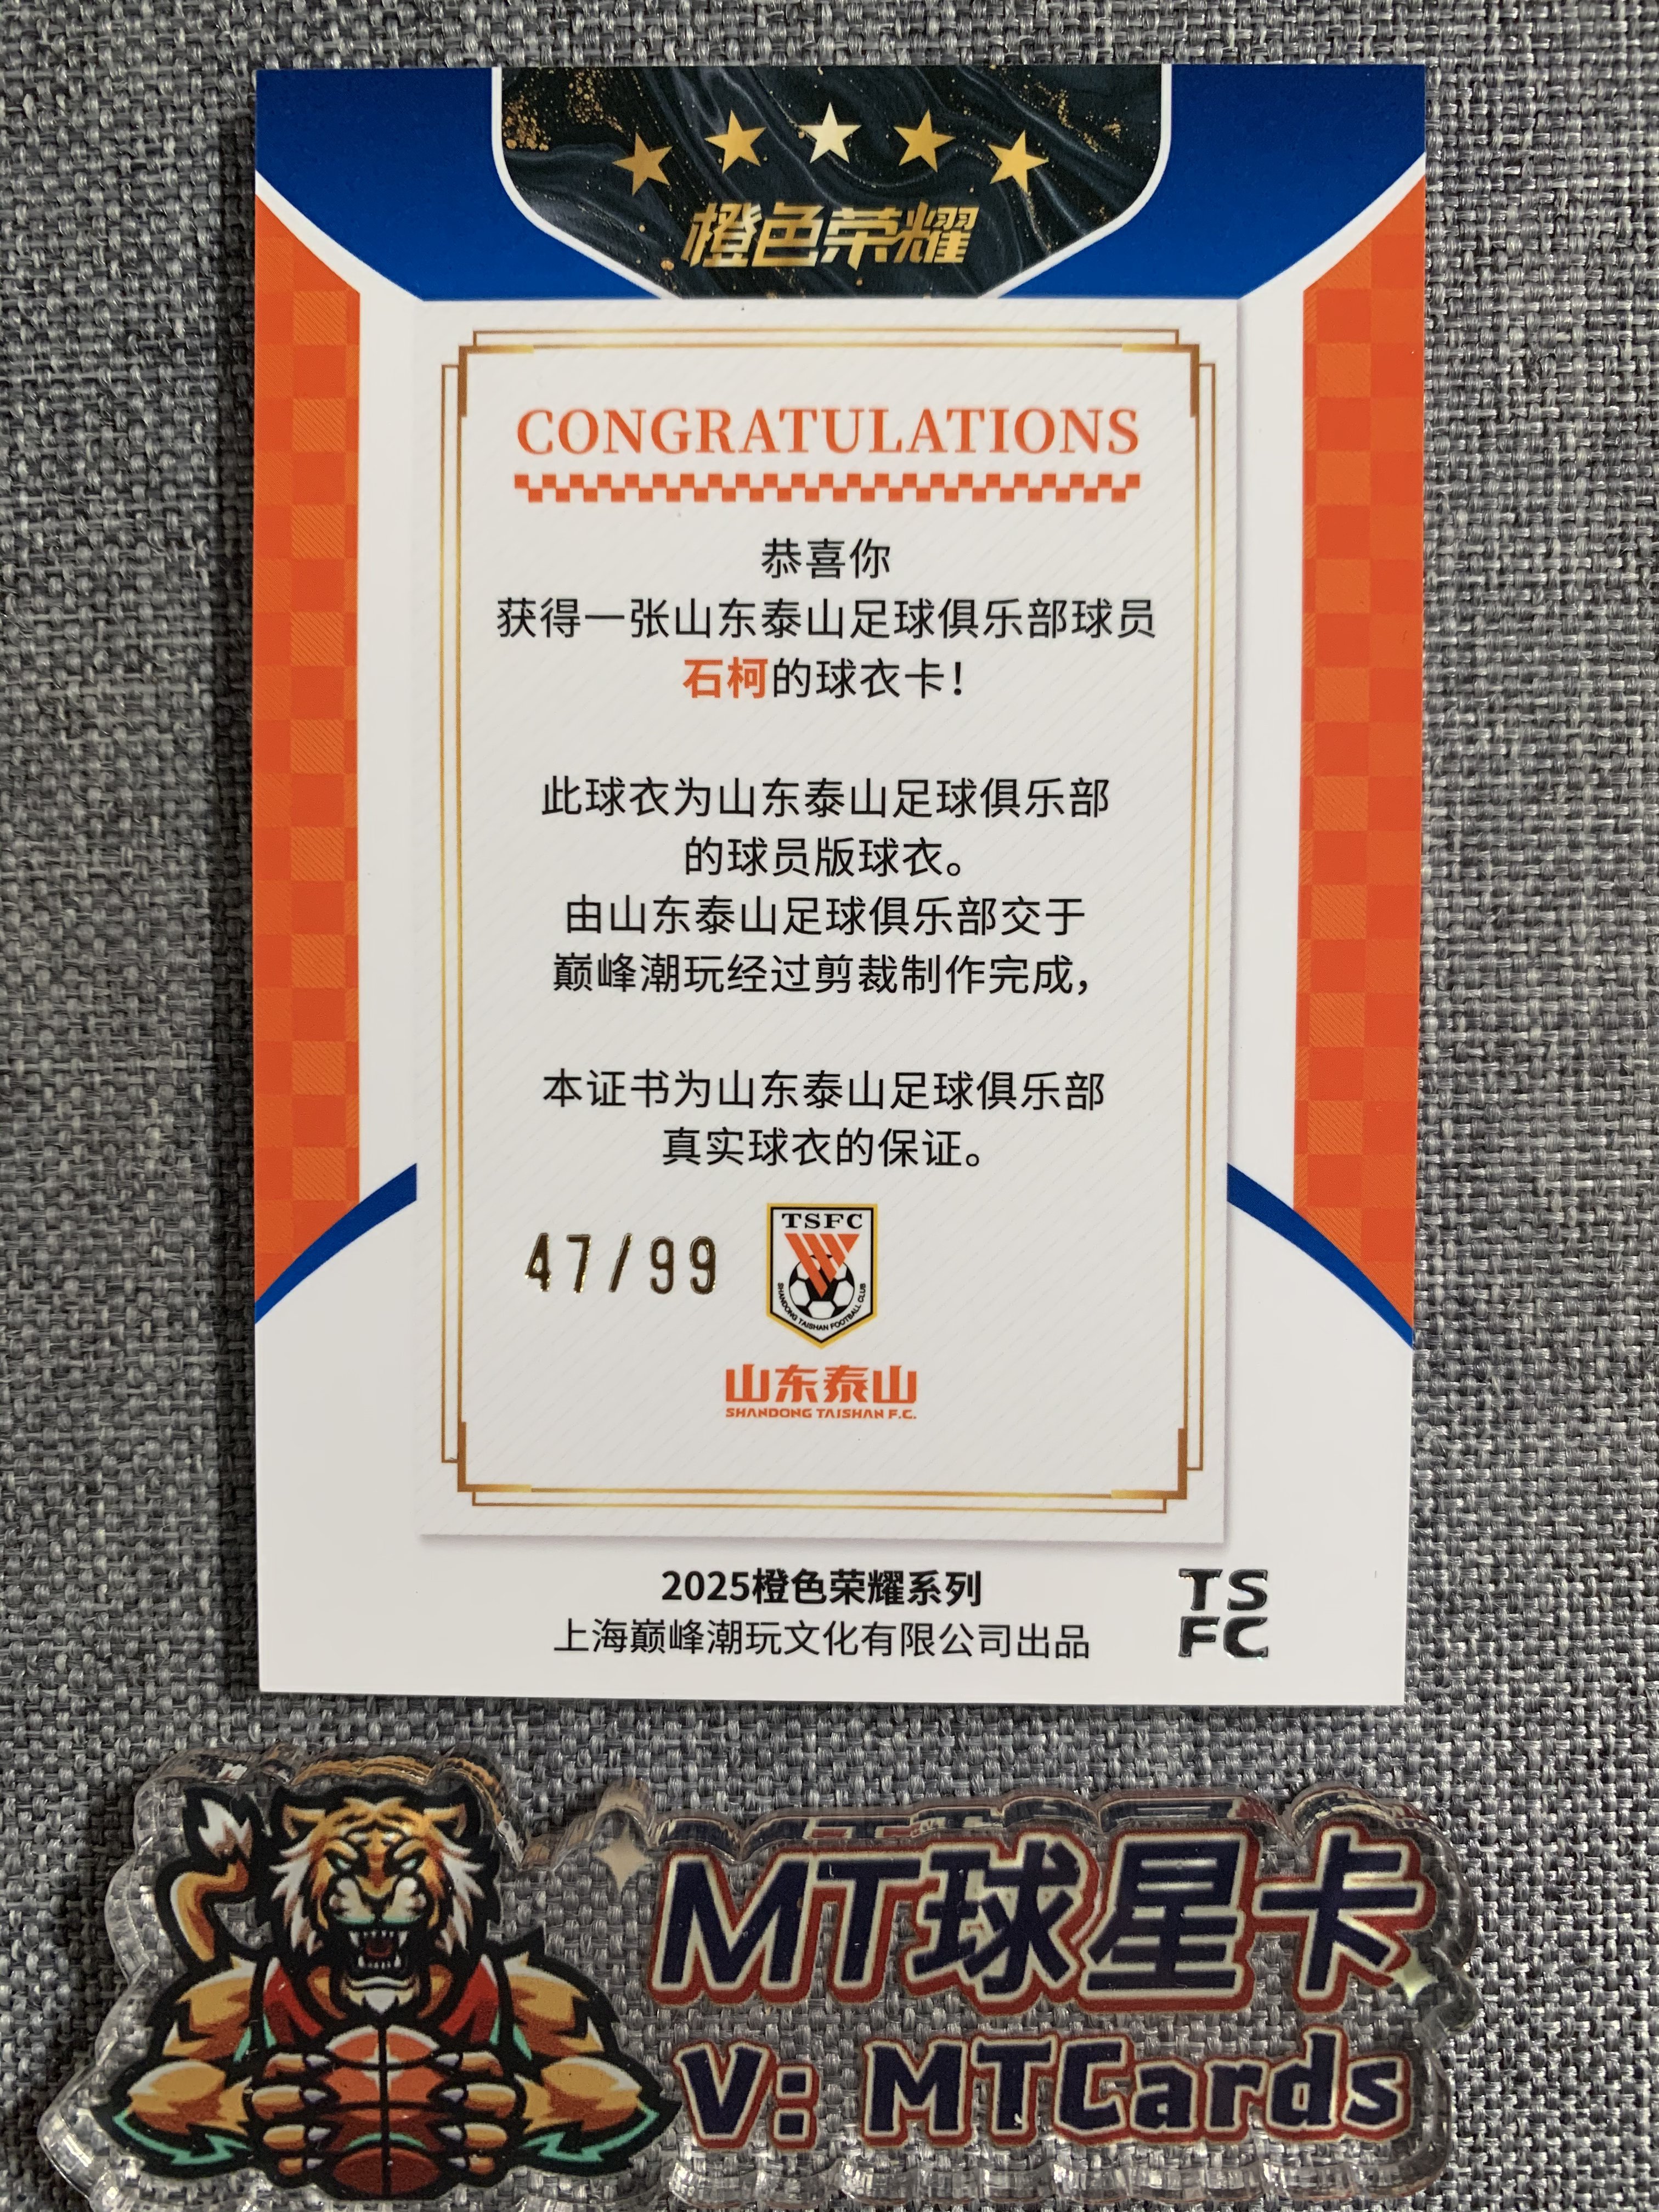 橙色荣耀
CONGRATULATIONS
恭喜你
获得一张山东泰山足球俱乐部球员
石柯的球衣卡！
此球衣为山东泰山足球俱乐部
的球员版球衣。
由山东泰山足球俱乐部交于
巅峰潮玩经过剪裁制作完成，
本证书为山东泰山足球俱乐部
真实球衣的保证。
47/99
TSFC
SHANDONG TAISHAN FOOTBALL CLUB
山东泰山
SHANDONG TAISHAN F.C.
2025橙色荣耀系列
上海巅峰潮玩文化有限公司出品
TS
FC
MT球星卡
V: MTCards